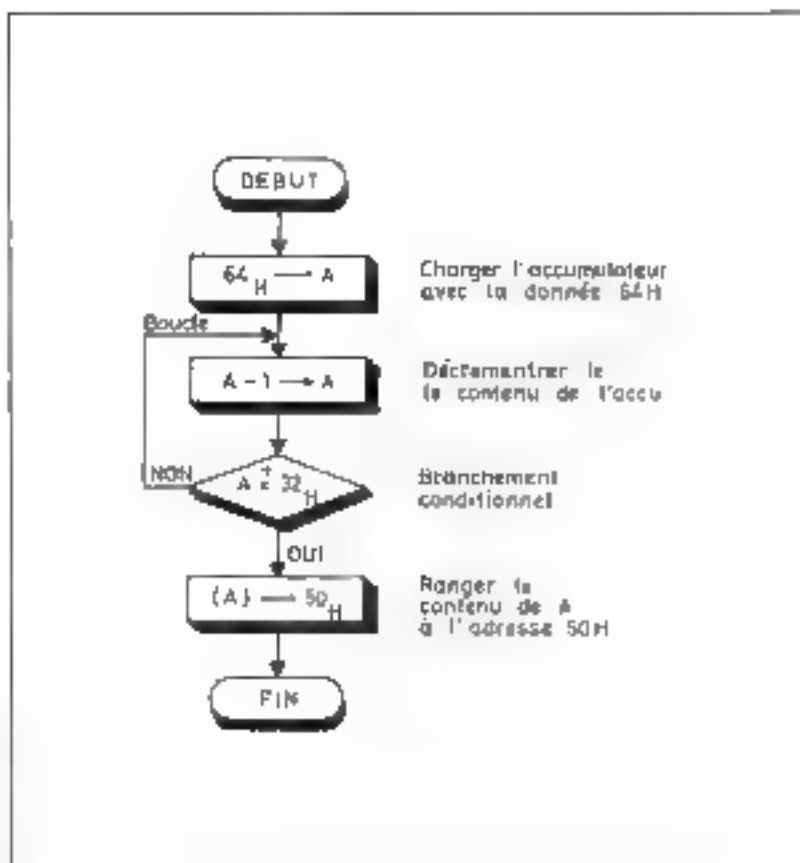 DEBUT
64H → A
Charger l'accumulateur
avec la donnée 64H
Boucle
A - 1 → A
Décrementrer le
le contenu de l'accu
NON
A = 32H
Branchement
conditionnel
OUI
(A) → 50H
Ranger le
contenu de A
à l'adresse 50H
FIN